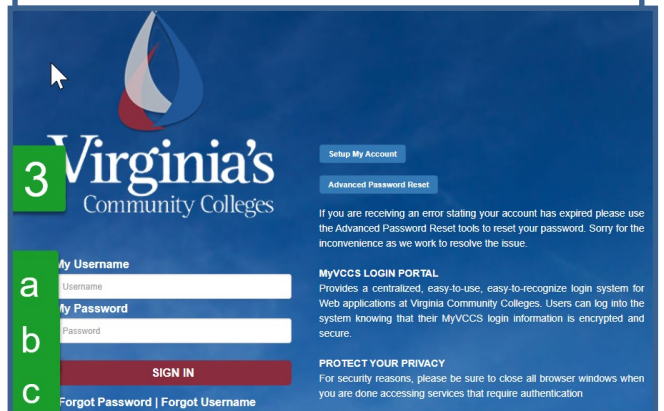 3
Virginia's
Community Colleges
a
My Username
Username
My Password
b
Password
SIGN IN
c
Forgot Password | Forgot Username
Setup My Account
Advanced Password Reset
If you are receiving an error stating your account has expired please use
the Advanced Password Reset tools to reset your password. Sorry for the
inconvenience as we work to resolve the issue.
MyVCCS LOGIN PORTAL
Provides a centralized, easy-to-use, easy-to-recognize login system for
Web applications at Virginia Community Colleges. Users can log into the
system knowing that their MyVCCS login information is encrypted and
secure.
PROTECT YOUR PRIVACY
For security reasons, please be sure to close all browser windows when
you are done accessing services that require authentication